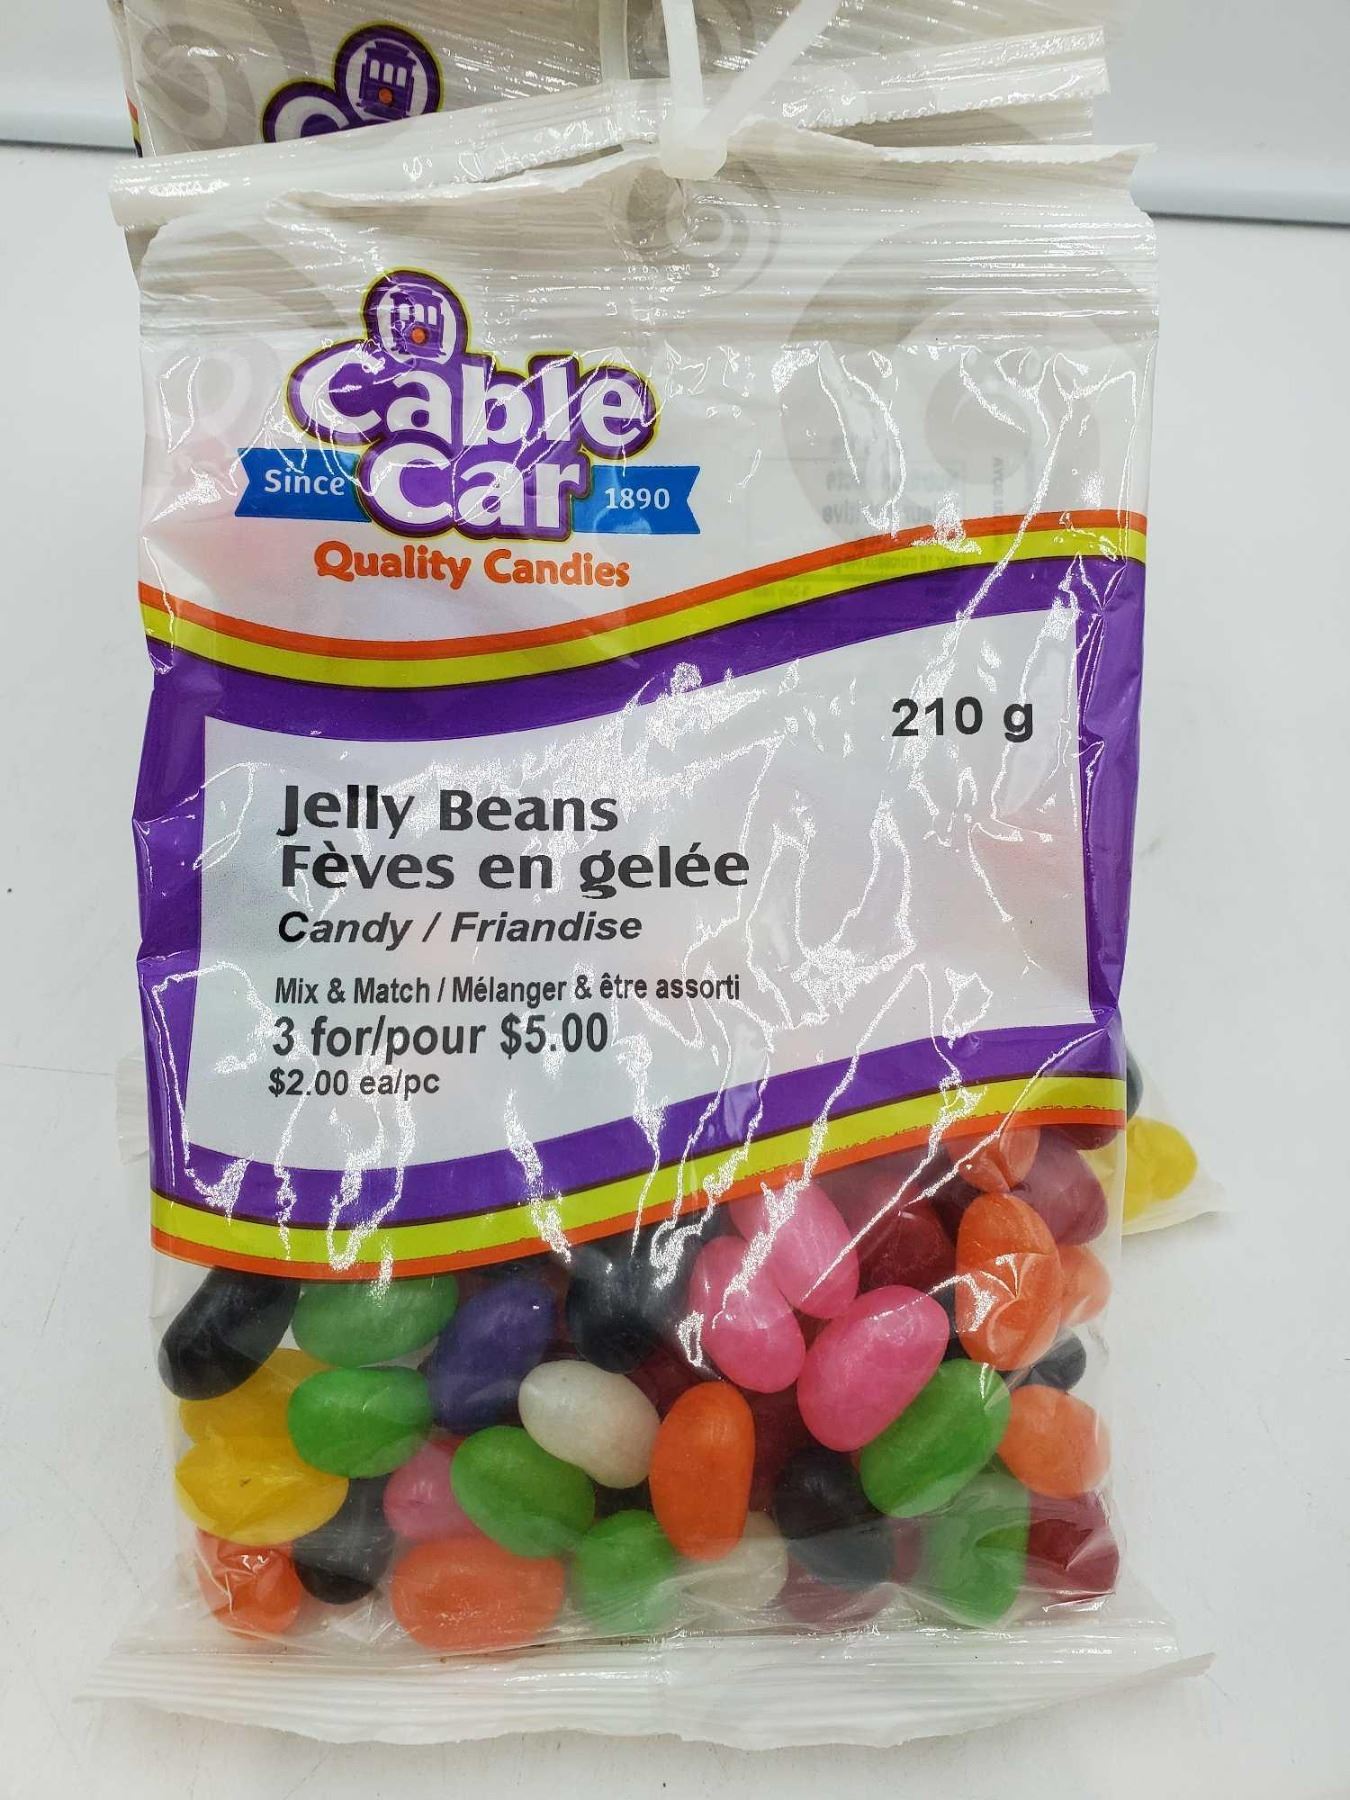 Cable
Since Car 1890
Quality Candies
210 g
Jelly Beans
Fèves en gelée
Candy / Friandise
Mix & Match / Mélanger & être assorti
3 for/pour $5.00
$2.00 ea/pc